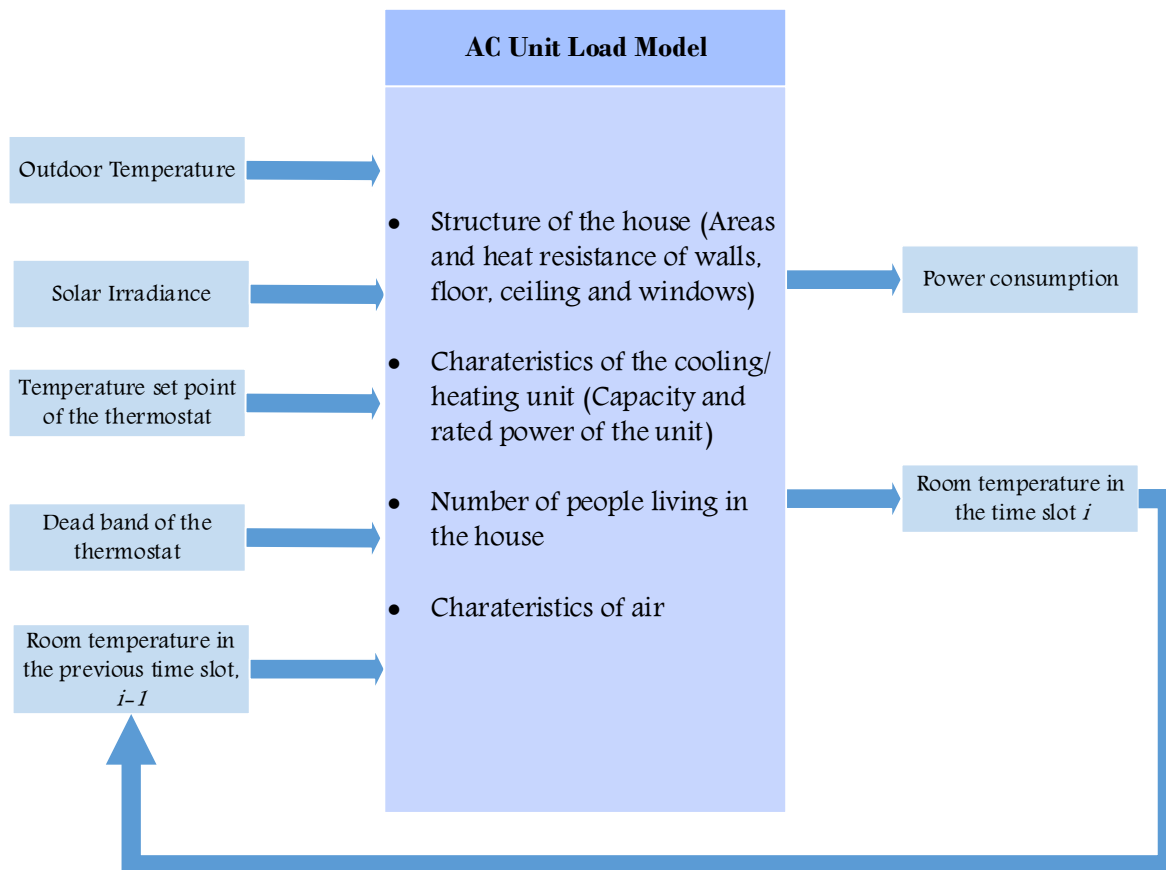 AC Unit Load Model
Outdoor Temperature
Solar Irradiance
Temperature set point
of the thermostat
Dead band of the
thermostat
Room temperature in
the previous time slot,
i-1
● Structure of the house (Areas
and heat resistance of walls,
floor, ceiling and windows)
● Charateristics of the cooling/
heating unit (Capacity and
rated power of the unit)
● Number of people living in
the house
● Charateristics of air
Power consumption
Room temperature in
the time slot i